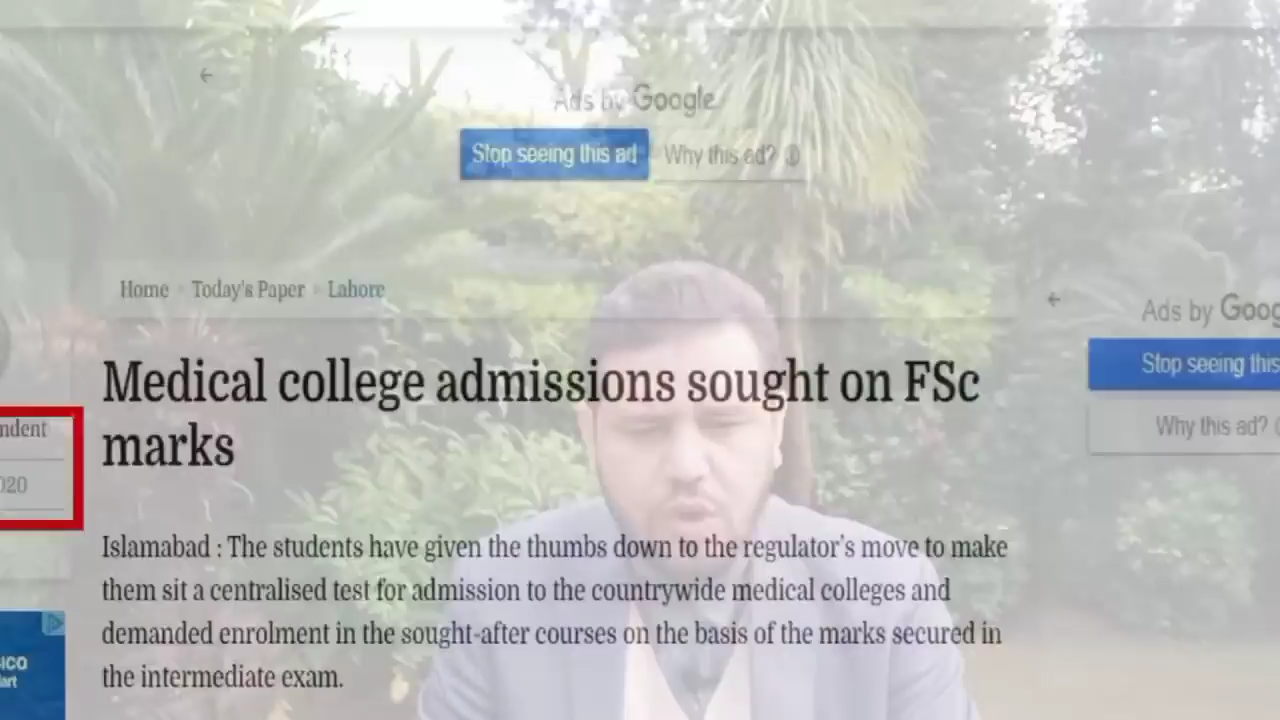 Ads by Google
Stop seeing this ad
Why this ad?
Home
Today's Paper
Lahore
Ads by Goog
Stop seeing this
Why this ad?
Medical college admissions sought on FSc
marks
ndent
020
Islamabad : The students have given the thumbs down to the regulator's move to make
them sit a centralised test for admission to the countrywide medical colleges and
demanded enrolment in the sought-after courses on the basis of the marks secured in
the intermediate exam.